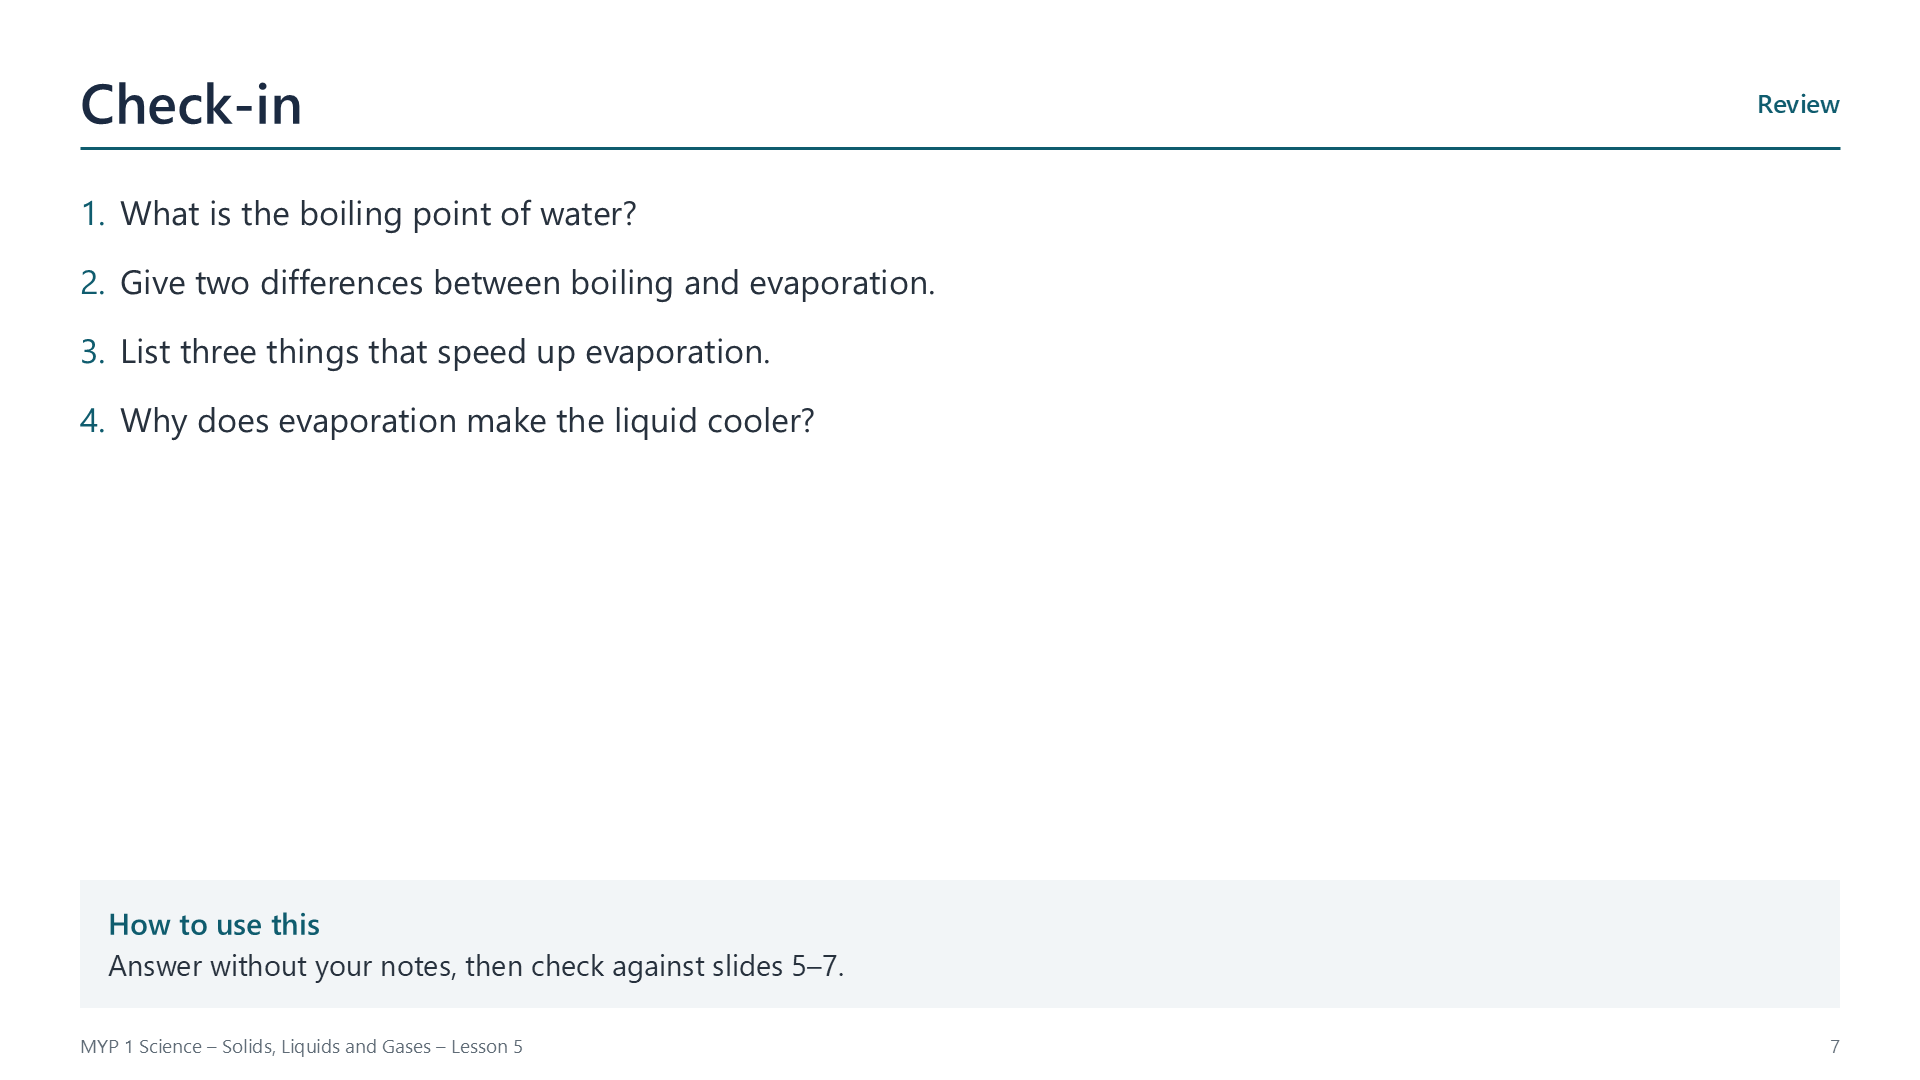 Check-in
Review
1. What is the boiling point of water?
2. Give two differences between boiling and evaporation.
3. List three things that speed up evaporation.
4. Why does evaporation make the liquid cooler?
How to use this
Answer without your notes, then check against slides 5–7.
MYP 1 Science – Solids, Liquids and Gases – Lesson 5
7